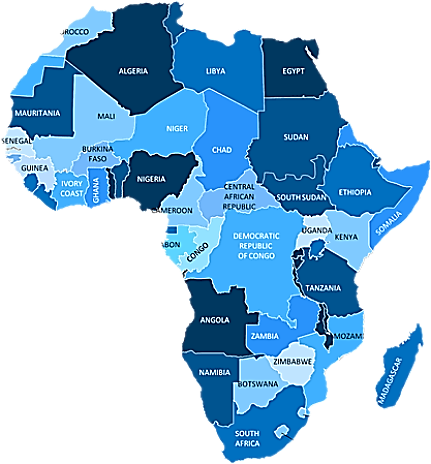 OROCCO
ALGERIA
LIBYA
EGYPT
MAURITANIA
MALI
NIGER
CHAD
SUDAN
SENEGAL
GUINEA
BURKINA
FASO
IVORY
COAST
GHANA
NIGERIA
CAMEROON
CENTRAL
AFRICAN
REPUBLIC
SOUTH SUDAN
ETHIOPIA
SOMALIA
UGANDA
KENYA
ABON
CONGO
DEMOCRATIC
REPUBLIC
OF CONGO
TANZANIA
ANGOLA
ZAMBIA
MOZAM
ZIMBABWE
NAMIBIA
BOTSWANA
MADAGASCAR
SOUTH
AFRICA